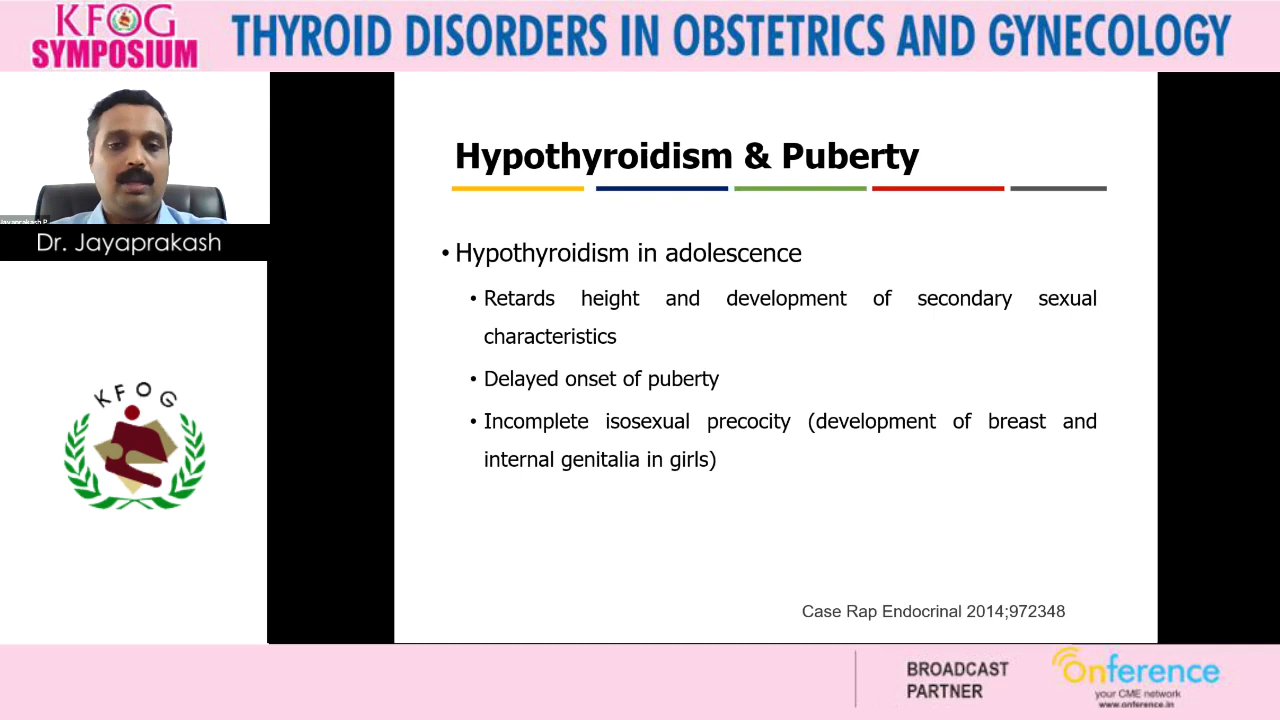 KFOG
SYMPOSIUM
THYROID DISORDERS IN OBSTETRICS AND GYNECOLOGY
Jayaprakash P
Dr. Jayaprakash
KFOG
Hypothyroidism & Puberty
• Hypothyroidism in adolescence
• Retards height and development of secondary sexual
characteristics
• Delayed onset of puberty
• Incomplete isosexual precocity (development of breast and
internal genitalia in girls)
Case Rap Endocrinal 2014;972348
BROADCAST
PARTNER
Onference
your CME network
www.onference.in